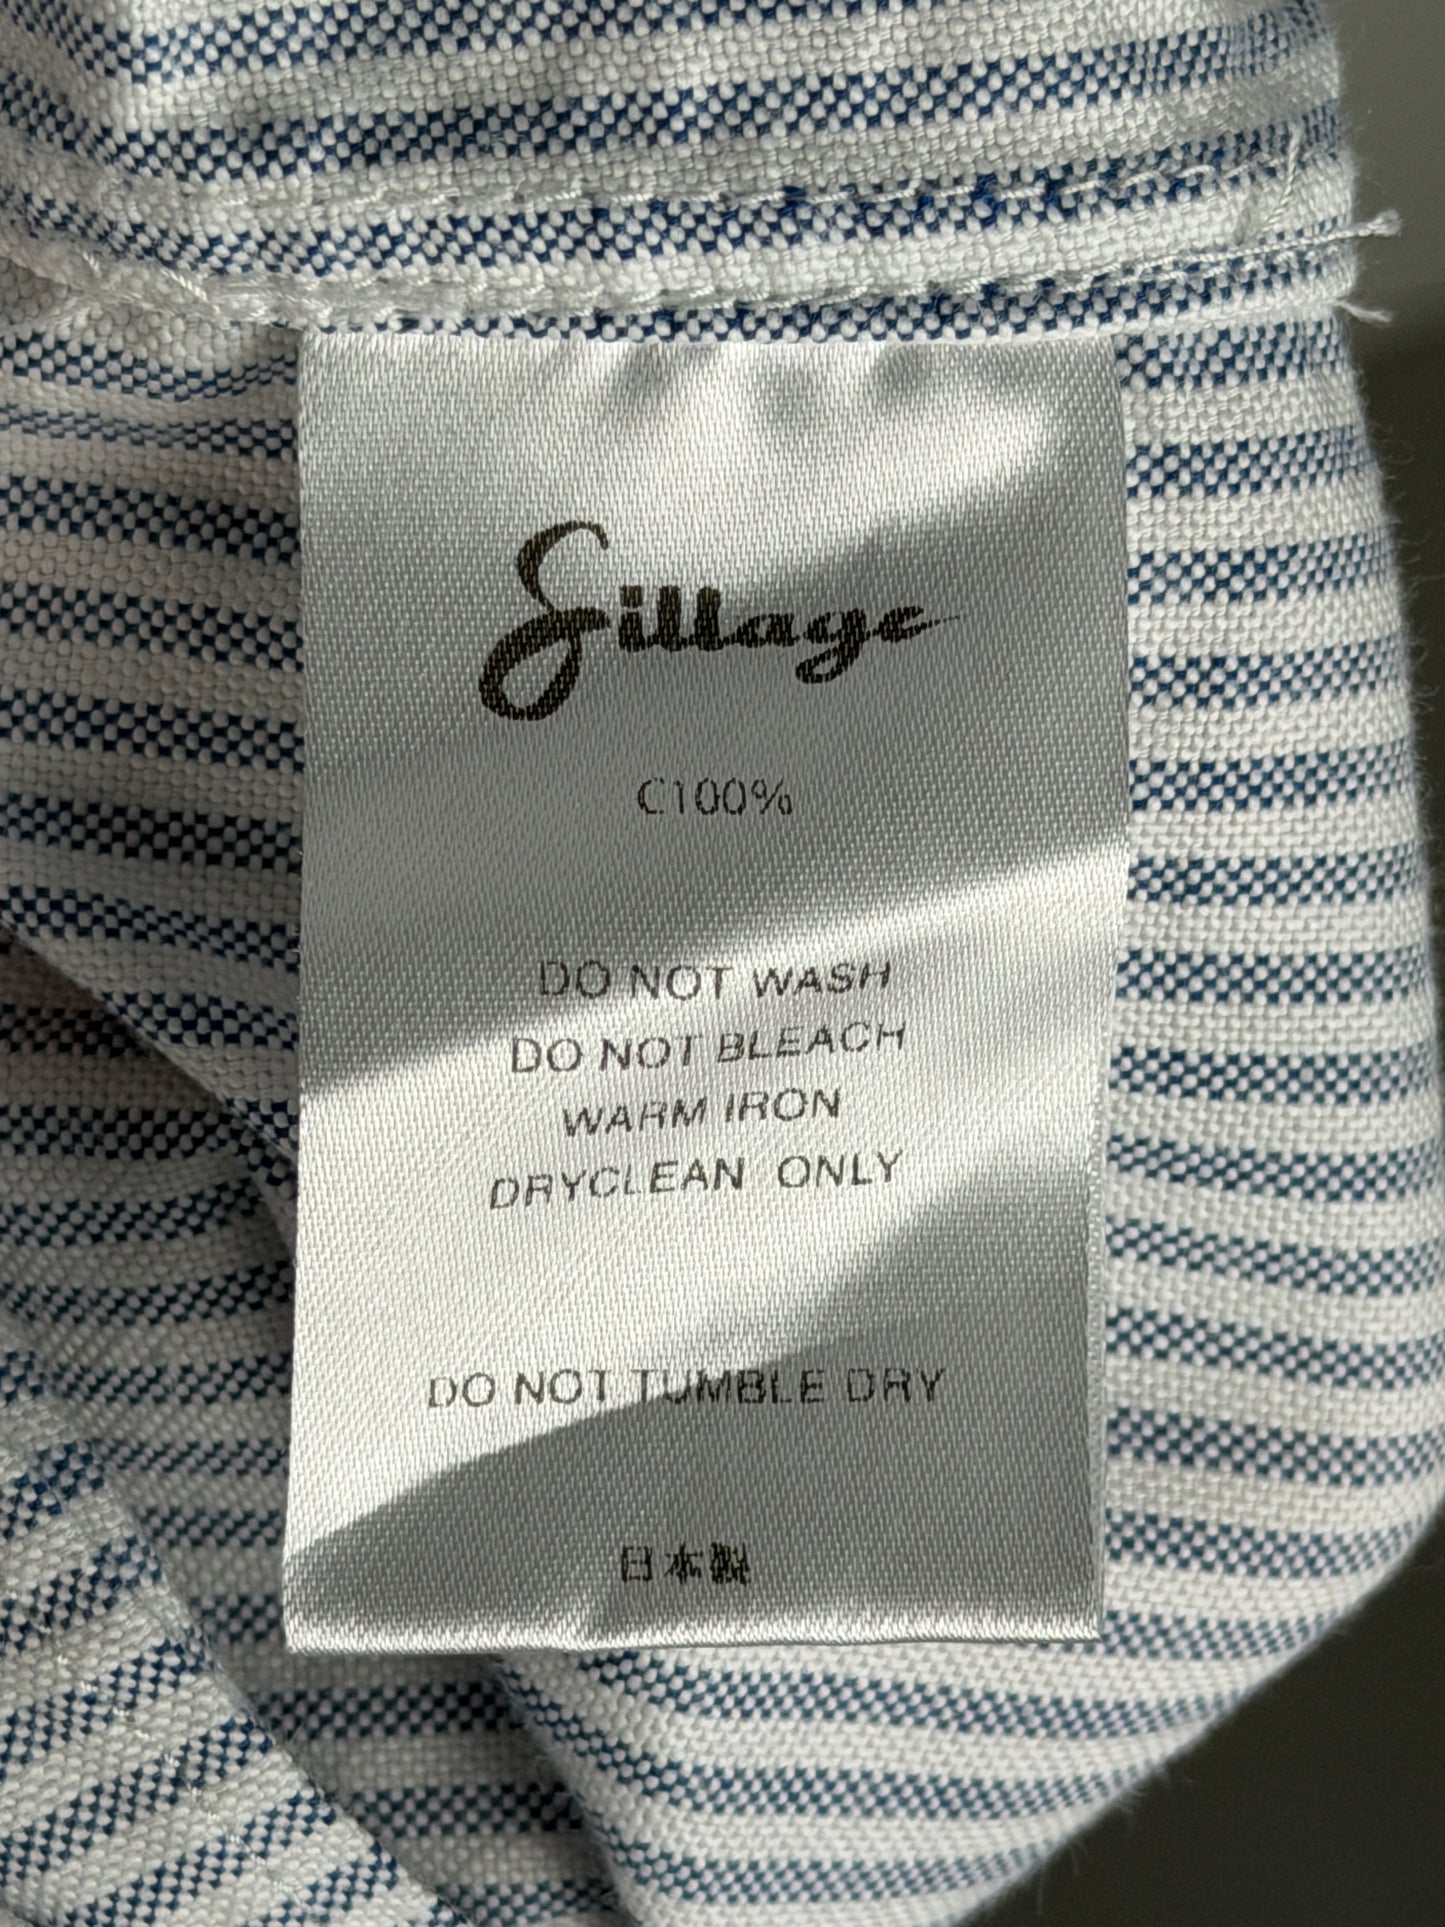 Sillage
C100%
DO NOT WASH
DO NOT BLEACH
WARM IRON
DRYCLEAN ONLY
DO NOT TUMBLE DRY
日本製